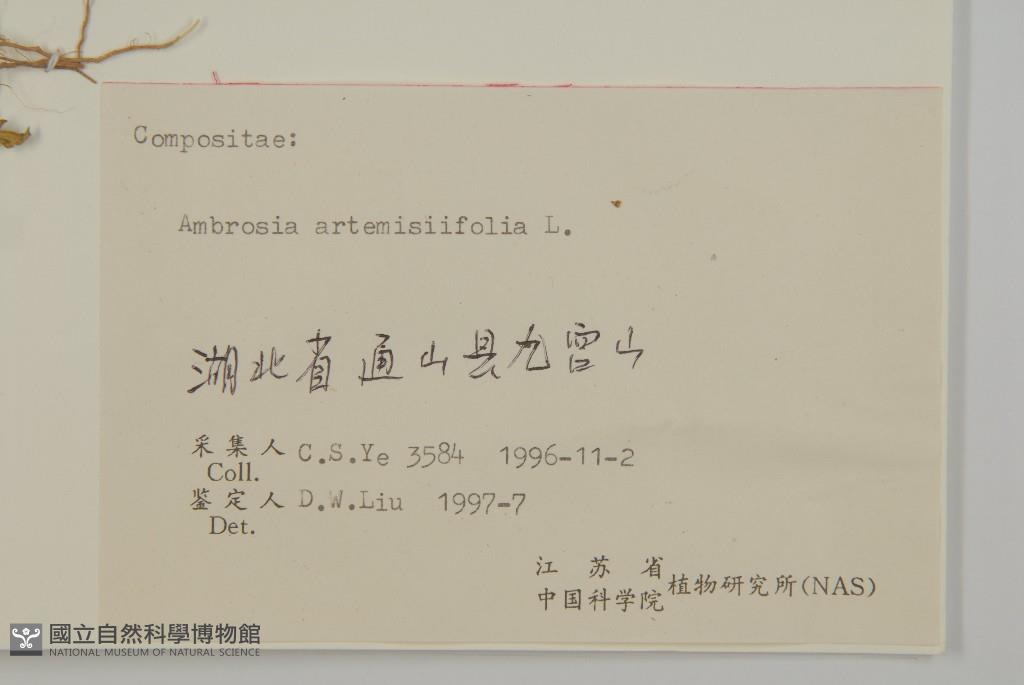 Compositae:
Ambrosia artemisiifolia L.
湖北省通山县九宫山
采集人 C.S.Ye 3584 1996-11-2
Coll.
鉴定人 D.W.Liu 1997-7
Det.
江苏省
中国科学院 植物研究所(NAS)
國立自然科學博物館
NATIONAL MUSEUM OF NATURAL SCIENCE